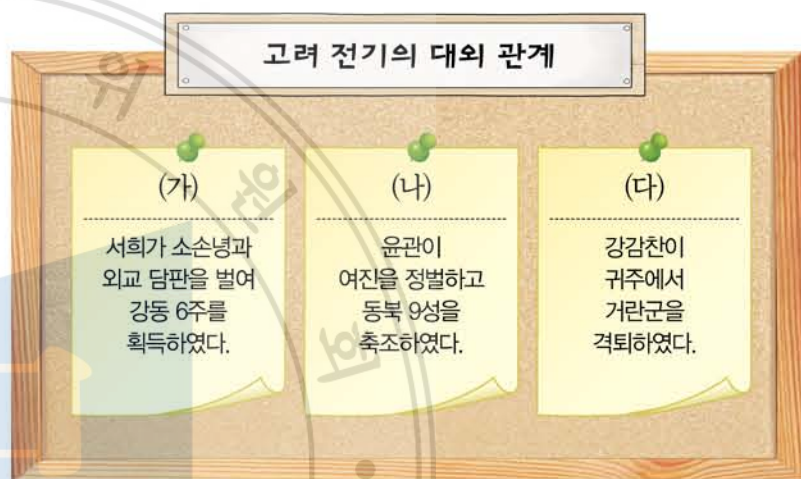 고려 전기의 대외 관계
(가)
서희가 소손녕과
외교 담판을 벌여
강동 6주를
획득하였다.
(나)
윤관이
여진을 정벌하고
동북 9성을
축조하였다.
(다)
강감찬이
귀주에서
거란군을
격퇴하였다.